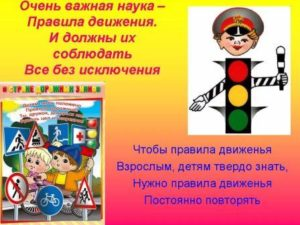 Очень важная наука –
Правила движения.
И должны их
соблюдать
Все без исключения
Чтобы правила движенья
Взрослым, детям твердо знать,
Нужно правила движенья
Постоянно повторять